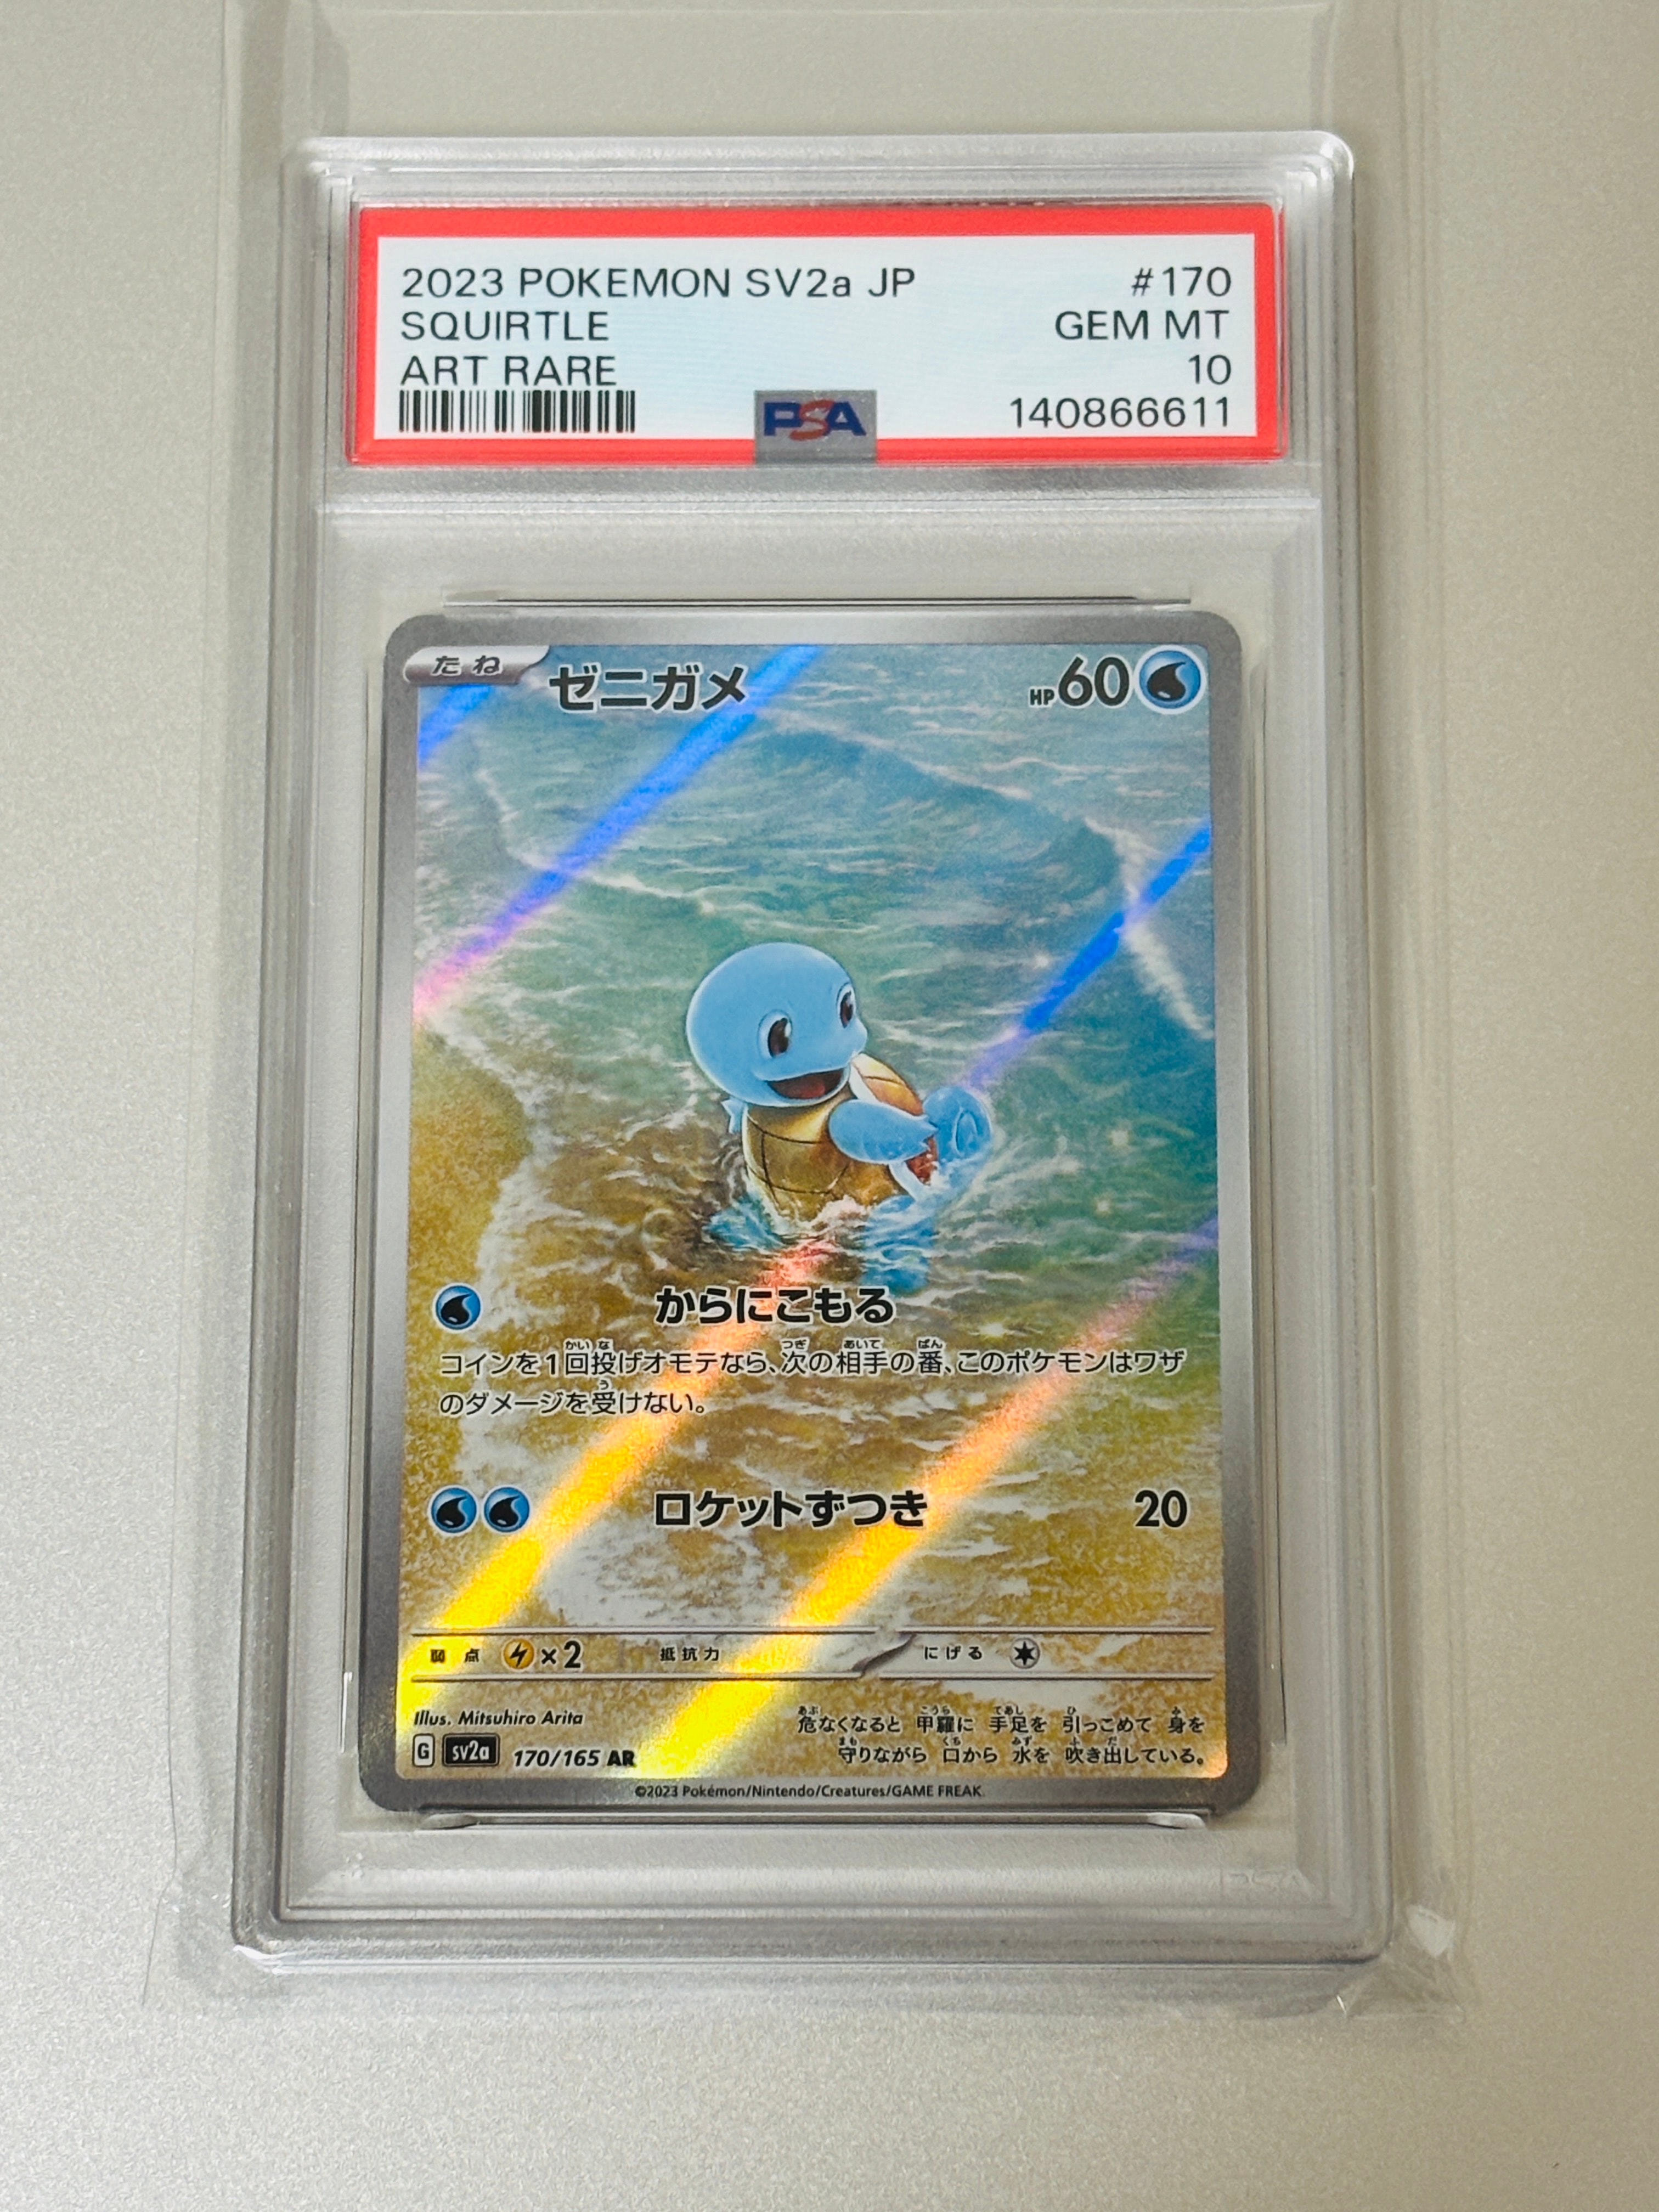 2023 POKEMON SV2a JP #170
SQUIRTLE GEM MT
ART RARE 10
PSA 140866611
たね ゼニガメ HP60
からにこもる
コインを1回投げオモテなら、次の相手の番、このポケモンはワザ
のダメージを受けない。
ロケットずつき 20
弱点 ×2 抵抗力 にげる
Illus. Mitsuhiro Arita
危なくなると 甲羅に 手足を 引っこめて 身を
守りながら 口から 水を 吹き出している。
G sv2a 170/165 AR
©2023 Pokémon/Nintendo/Creatures/GAME FREAK.